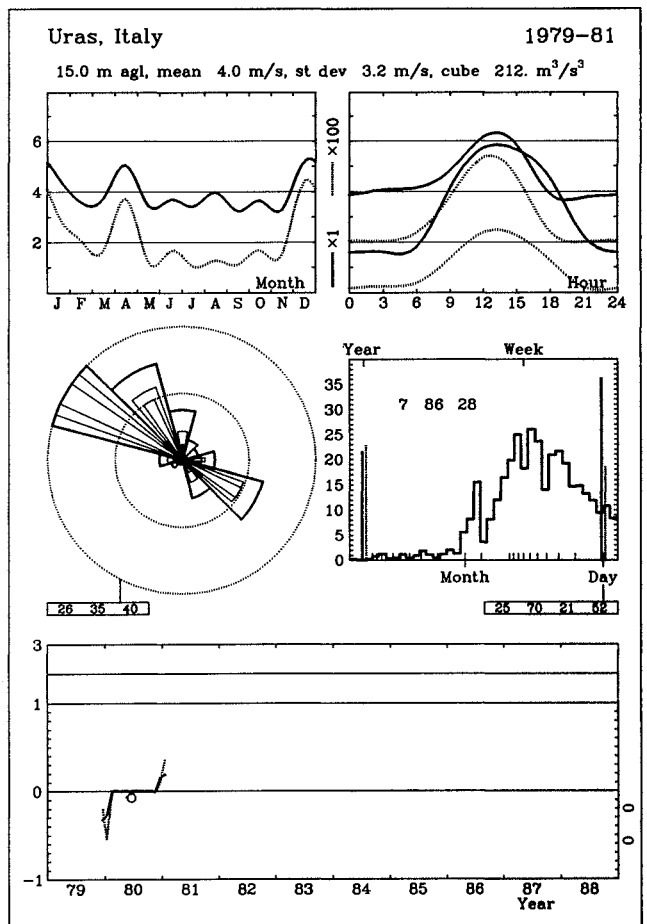 Uras, Italy 1979-81
15.0 m agl, mean 4.0 m/s, st dev 3.2 m/s, cube 212. m³/s³
6
4
2
Month
J F M A M J J A S O N D
×1 ×100
Hour
0 3 6 9 12 15 18 21 24
26 35 40
Year Week
35
30
25
20
15
10
5
0
7 86 28
Month Day
25 70 21 52
3
1
0
-1
0
0
79 80 81 82 83 84 85 86 87 88
Year